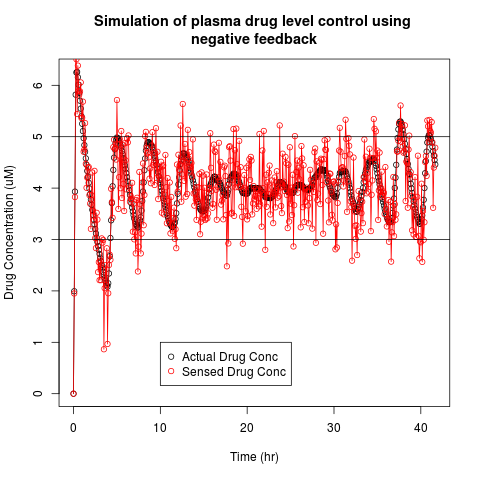 Simulation of plasma drug level control using
negative feedback
Drug Concentration (uM)
6
5
4
3
2
1
0
Actual Drug Conc
Sensed Drug Conc
0 10 20 30 40
Time (hr)